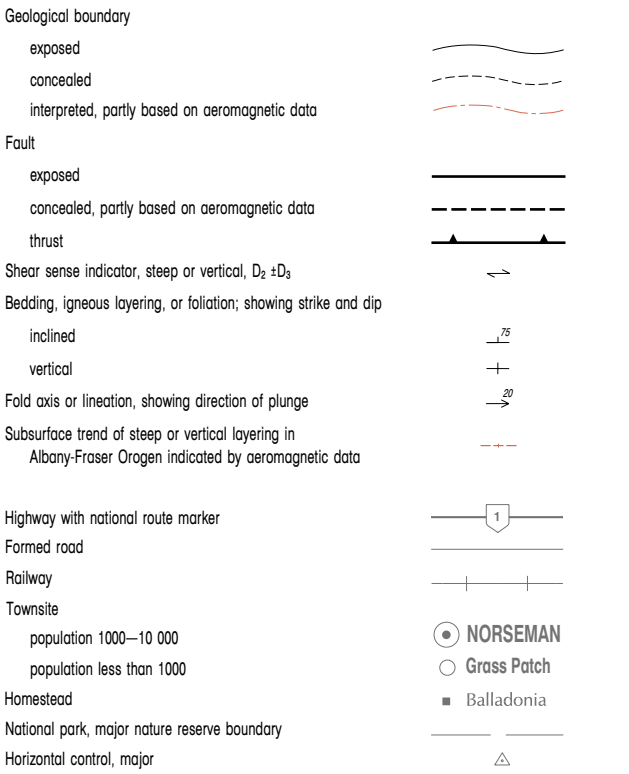 Geological boundary
exposed
concealed
interpreted, partly based on aeromagnetic data
Fault
exposed
concealed, partly based on aeromagnetic data
thrust
Shear sense indicator, steep or vertical, D₂ ±D₃
Bedding, igneous layering, or foliation; showing strike and dip
inclined 75
vertical
Fold axis or lineation, showing direction of plunge 20
Subsurface trend of steep or vertical layering in
Albany-Fraser Orogen indicated by aeromagnetic data
Highway with national route marker 1
Formed road
Railway
Townsite
population 1000—10 000 NORSEMAN
population less than 1000 Grass Patch
Homestead Balladonia
National park, major nature reserve boundary
Horizontal control, major